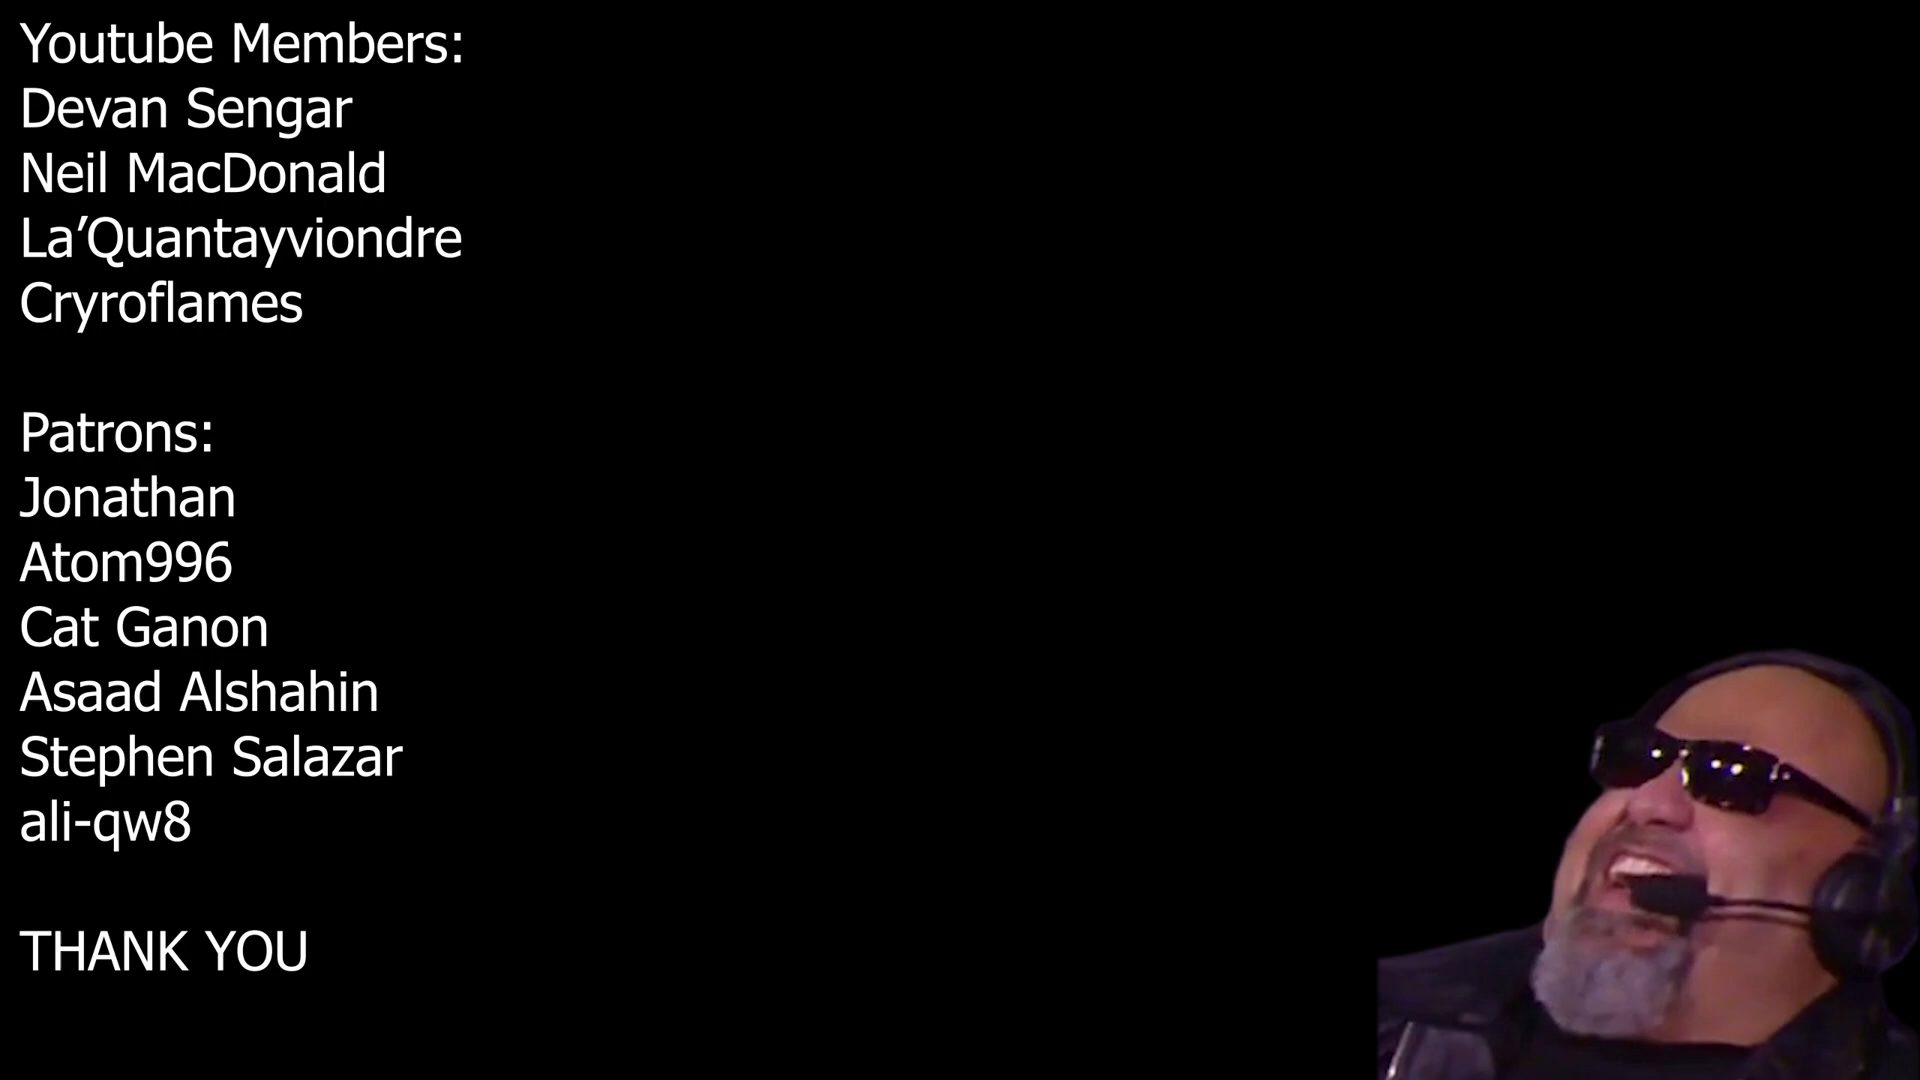 Youtube Members:
Devan Sengar
Neil MacDonald
La’Quantayviondre
Cryroflames
Patrons:
Jonathan
Atom996
Cat Ganon
Asaad Alshahin
Stephen Salazar
ali-qw8
THANK YOU